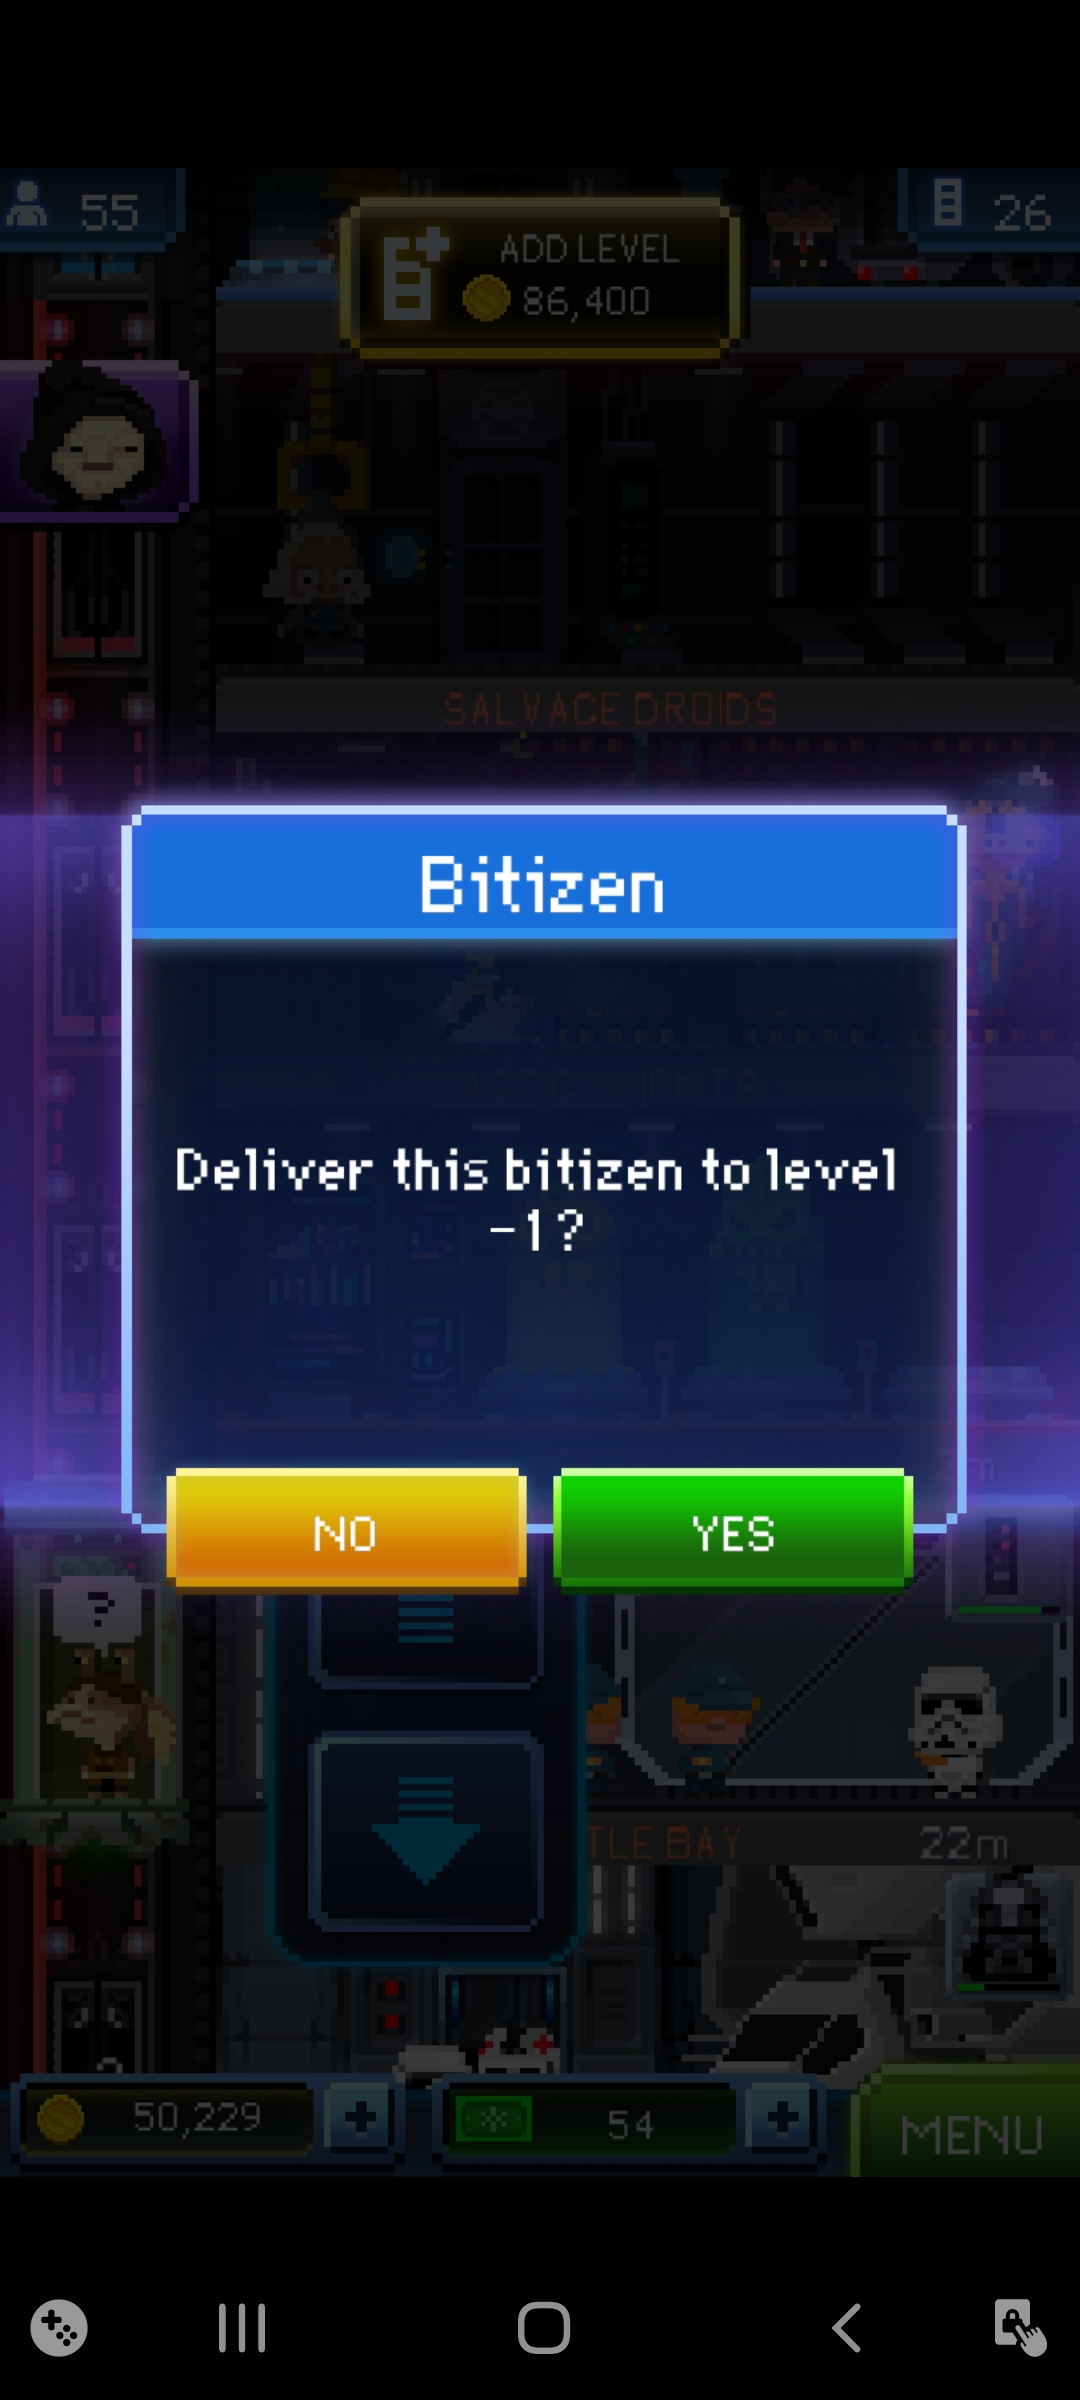 55
26
ADD LEVEL
86,400
SALVAGE DROIDS
Bitizen
ASSIGNMENTS
Deliver this bitizen to level
-1?
NO
YES
?
TLE BAY
22m
50,229
54
MENU